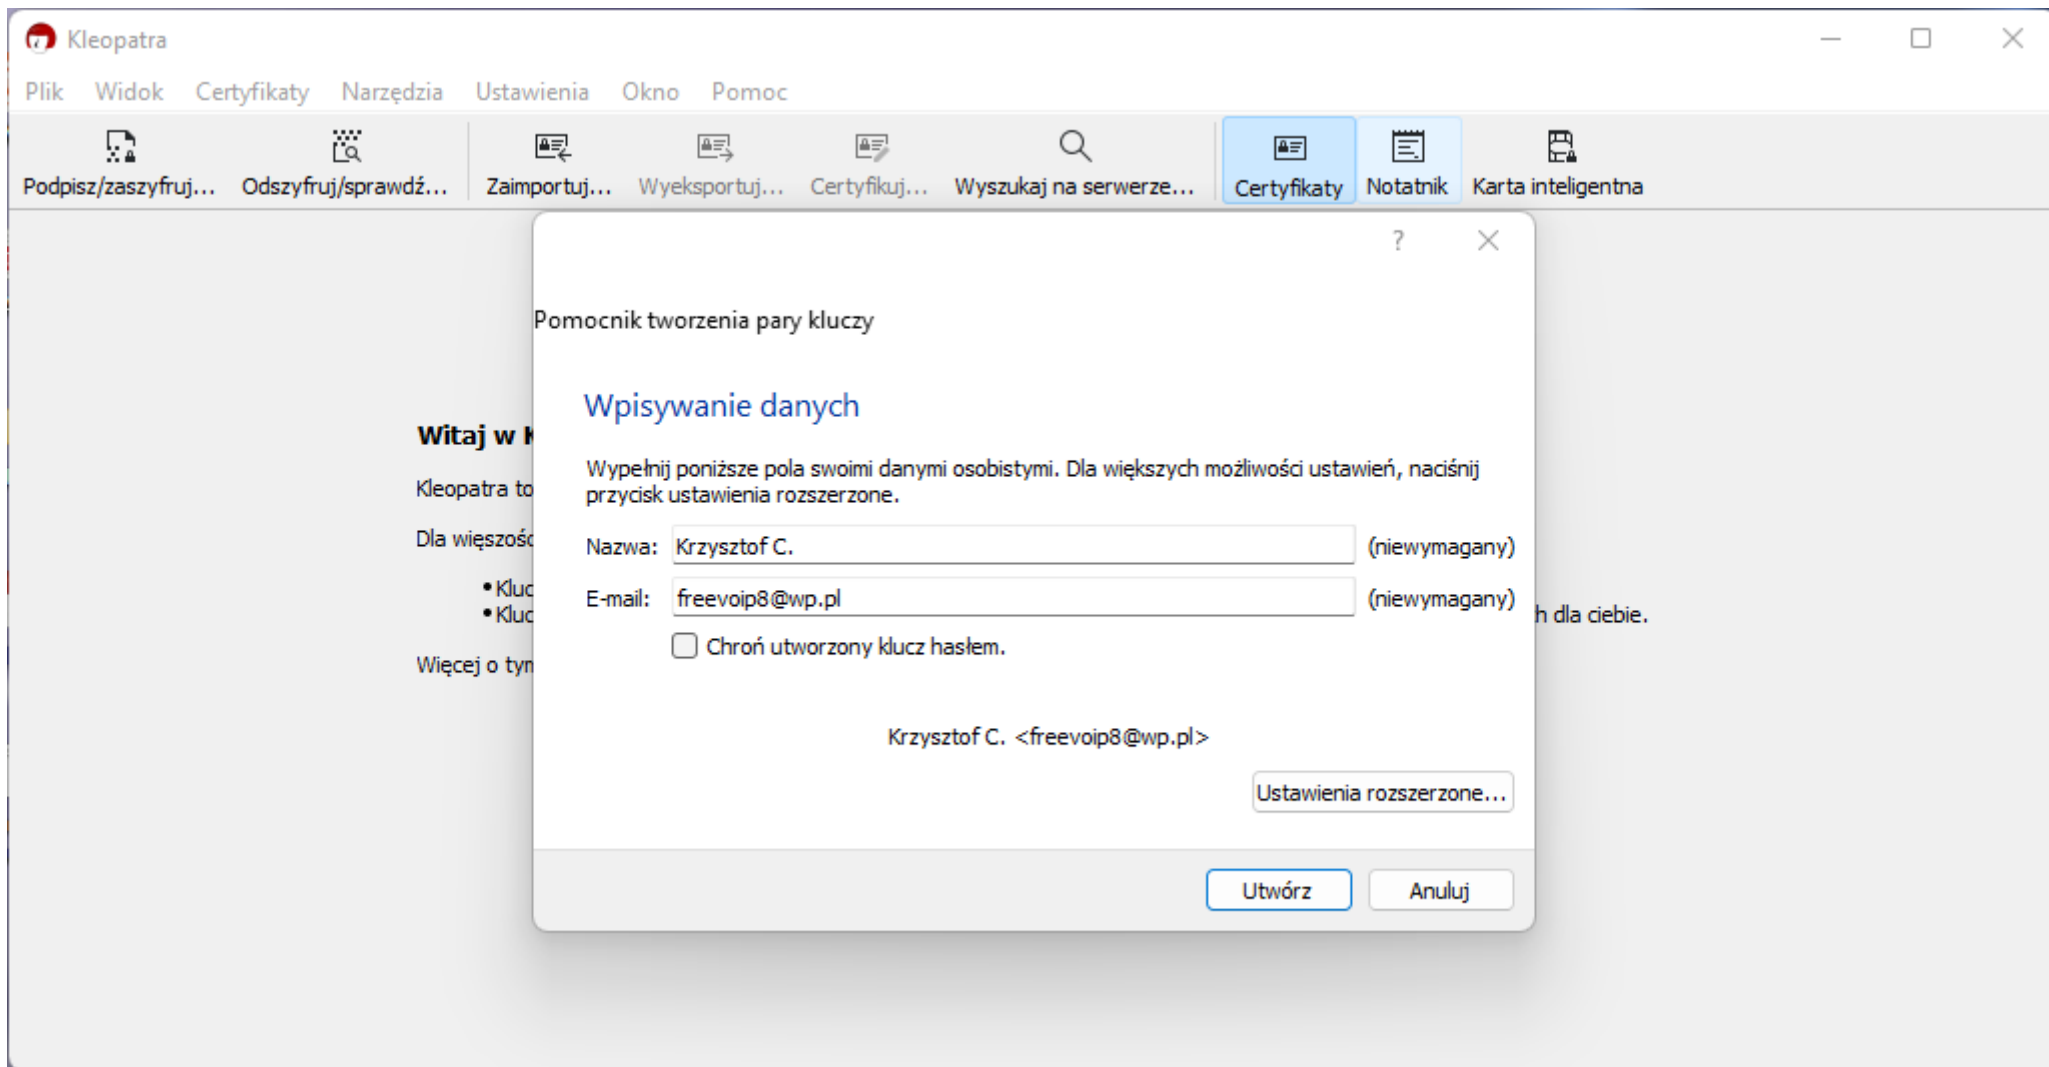 Kleopatra
Plik Widok Certyfikaty Narzędzia Ustawienia Okno Pomoc
Podpisz/zaszyfruj... Odszyfruj/sprawdź... Zaimportuj... Wyeksportuj... Certyfikuj... Wyszukaj na serwerze... Certyfikaty Notatnik Karta inteligentna
?
Pomocnik tworzenia pary kluczy
Wpisywanie danych
Witaj w K
Wypełnij poniższe pola swoimi danymi osobistymi. Dla większych możliwości ustawień, naciśnij
przycisk ustawienia rozszerzone.
Kleopatra to
Dla więszośc
Nazwa: Krzysztof C. (niewymagany)
• Kluc
E-mail: freevoip8@wp.pl (niewymagany)
• Kluc h dla ciebie.
Chroń utworzony klucz hasłem.
Więcej o tym
Krzysztof C. <freevoip8@wp.pl>
Ustawienia rozszerzone...
Utwórz Anuluj